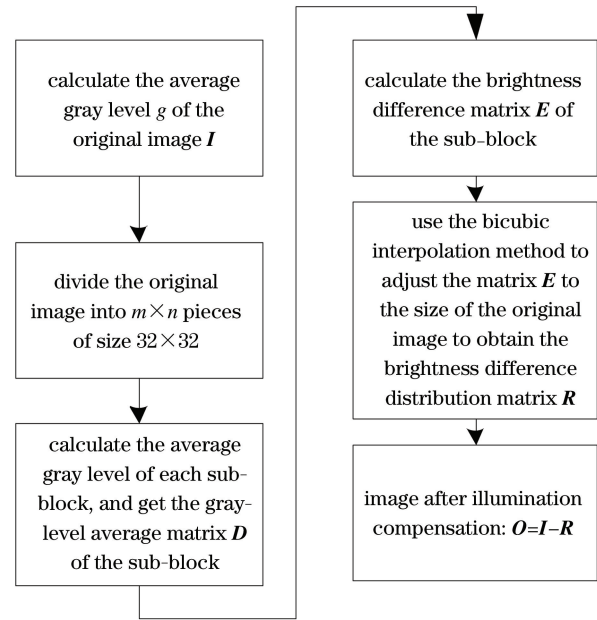 calculate the average
gray level g of the
original image I
divide the original
image into m×n pieces
of size 32×32
calculate the average
gray level of each sub-
block, and get the gray-
level average matrix D
of the sub-block
calculate the brightness
difference matrix E of
the sub-block
use the bicubic
interpolation method to
adjust the matrix E to
the size of the original
image to obtain the
brightness difference
distribution matrix R
image after illumination
compensation: O=I−R